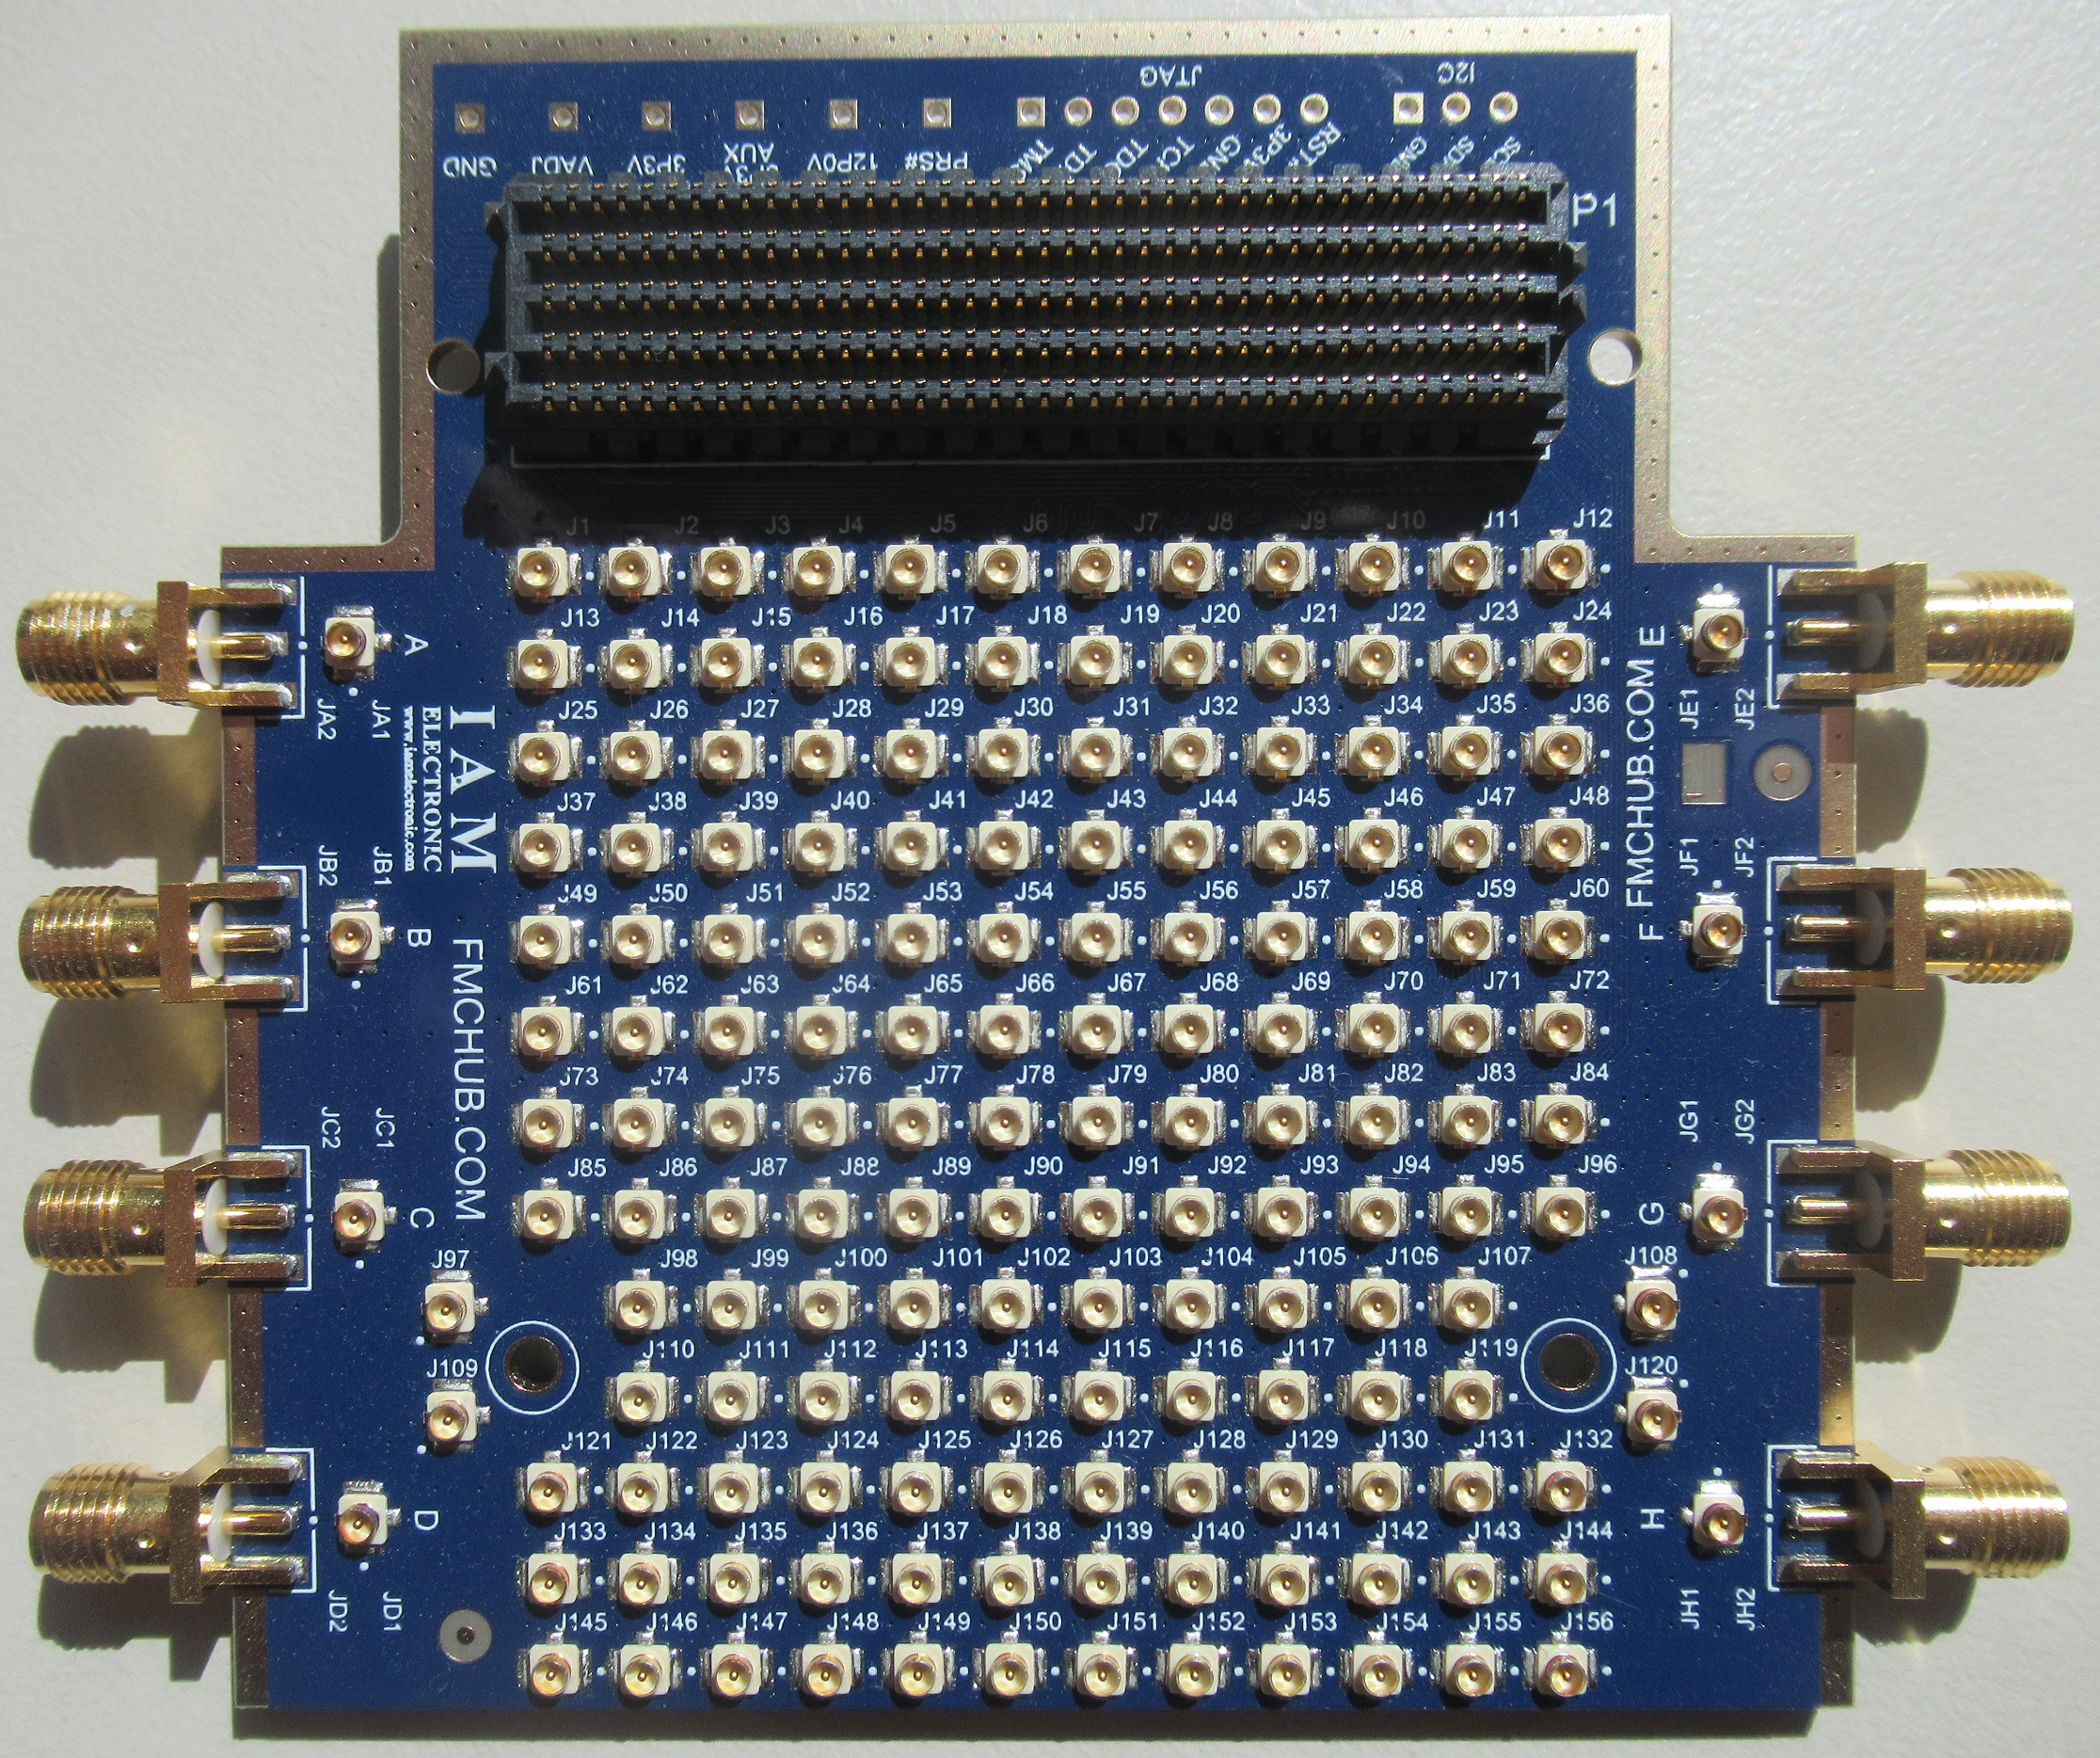 JTAG I2C
GND VADJ 3P3V AUX 12P0V PRS# GND 3P3V
P1
J1 J2 J3 J4 J5 J6 J7 J8 J9 J10 J11 J12
J13 J14 J15 J16 J17 J18 J19 J20 J21 J22 J23 J24
J25 J26 J27 J28 J29 J30 J31 J32 J33 J34 J35 J36
J37 J38 J39 J40 J41 J42 J43 J44 J45 J46 J47 J48
J49 J50 J51 J52 J53 J54 J55 J56 J57 J58 J59 J60
J61 J62 J63 J64 J65 J66 J67 J68 J69 J70 J71 J72
J73 J74 J75 J76 J77 J78 J79 J80 J81 J82 J83 J84
J85 J86 J87 J88 J89 J90 J91 J92 J93 J94 J95 J96
J97 J98 J99 J100 J101 J102 J103 J104 J105 J106 J107 J108
J109 J110 J111 J112 J113 J114 J115 J116 J117 J118 J119 J120
J121 J122 J123 J124 J125 J126 J127 J128 J129 J130 J131 J132
J133 J134 J135 J136 J137 J138 J139 J140 J141 J142 J143 J144
J145 J146 J147 J148 J149 J150 J151 J152 J153 J154 J155 J156
A
JA1
JA2
I A M
ELECTRONIC
www.iamelectronic.com
FMCHUB.COM
JB1
JB2
B
JC1
JC2
C
D
JD1
JD2
E
JE1
JE2
FMCHUB.COM
JF1
JF2
F
JG1
JG2
G
H
JH1
JH2